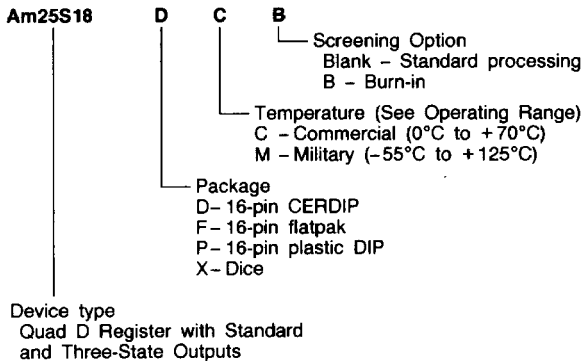 Am25S18 D C B
Screening Option
Blank – Standard processing
B – Burn-in
Temperature (See Operating Range)
C – Commercial (0°C to +70°C)
M – Military (–55°C to +125°C)
Package
D– 16-pin CERDIP
F– 16-pin flatpak
P– 16-pin plastic DIP
X– Dice
Device type
Quad D Register with Standard
and Three-State Outputs